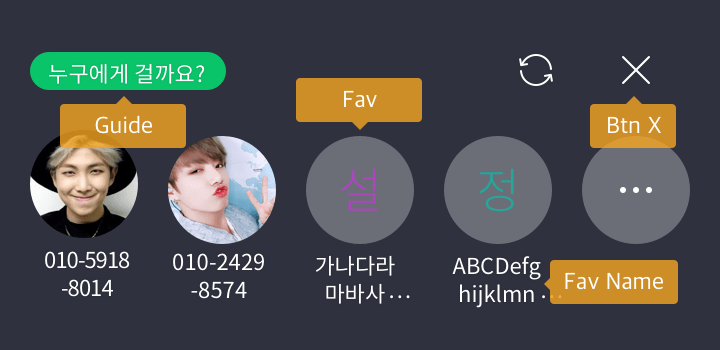 누구에게 걸까요?
Guide
Fav
Btn X
설
정
010-5918
-8014
010-2429
-8574
가나다라
마바사...
ABCDefg
hijklmn ...
Fav Name